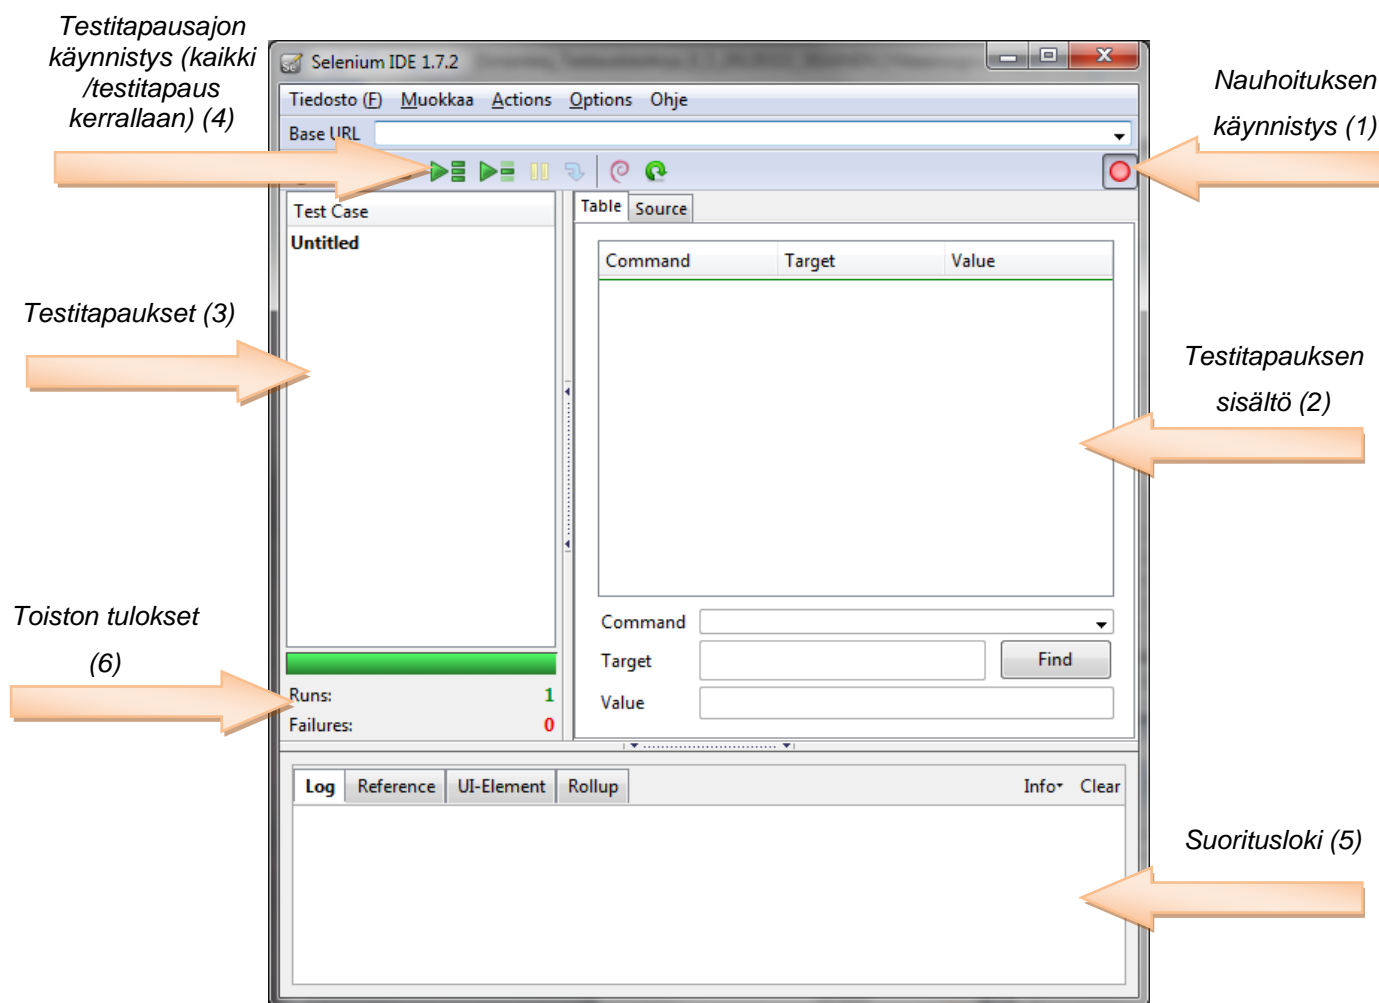 Testitapausajon
käynnistys (kaikki
/testitapaus
kerrallaan) (4)
Selenium IDE 1.7.2
Nauhoituksen
käynnistys (1)
Tiedosto (F) Muokkaa Actions Options Ohje
Base URL
Test Case
Untitled
Table Source
Command Target Value
Testitapaukset (3)
Testitapauksen
sisältö (2)
Toiston tulokset
(6)
Command
Target Find
Value
Runs: 1
Failures: 0
Log Reference UI-Element Rollup Info Clear
Suoritusloki (5)